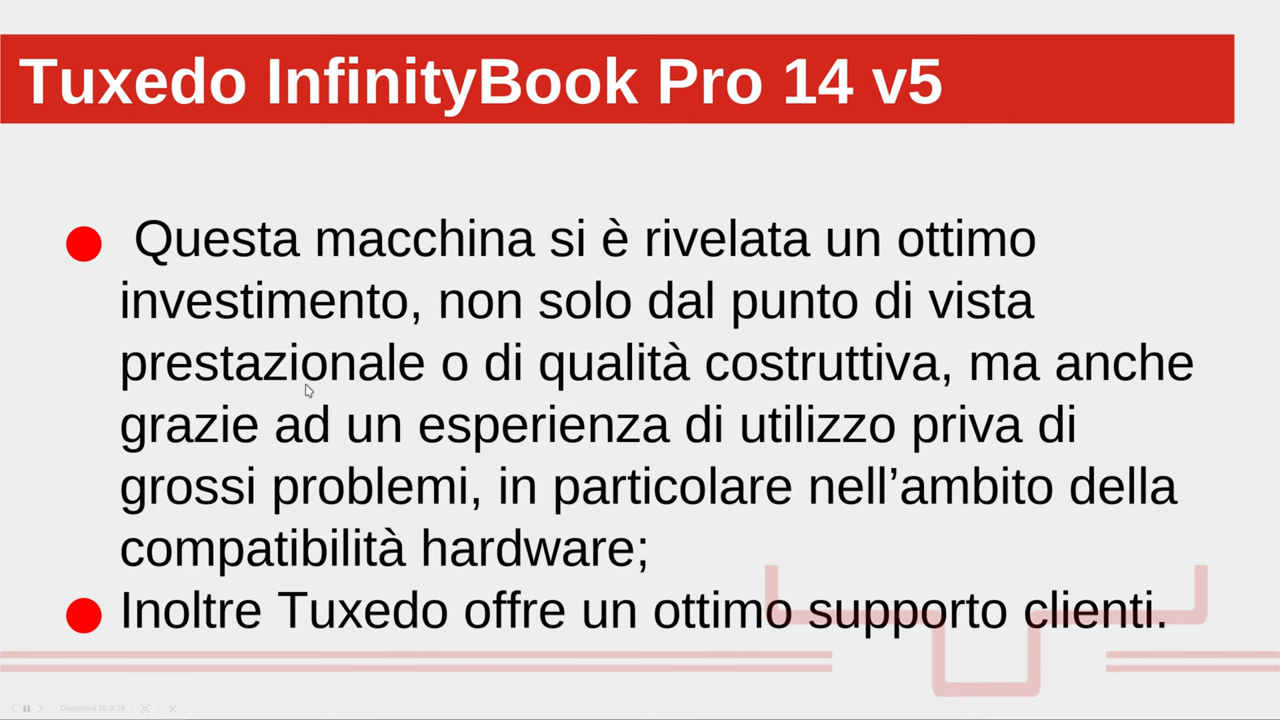 Tuxedo InfinityBook Pro 14 v5
Questa macchina si è rivelata un ottimo
investimento, non solo dal punto di vista
prestazionale o di qualità costruttiva, ma anche
grazie ad un esperienza di utilizzo priva di
grossi problemi, in particolare nell’ambito della
compatibilità hardware;
Inoltre Tuxedo offre un ottimo supporto clienti.